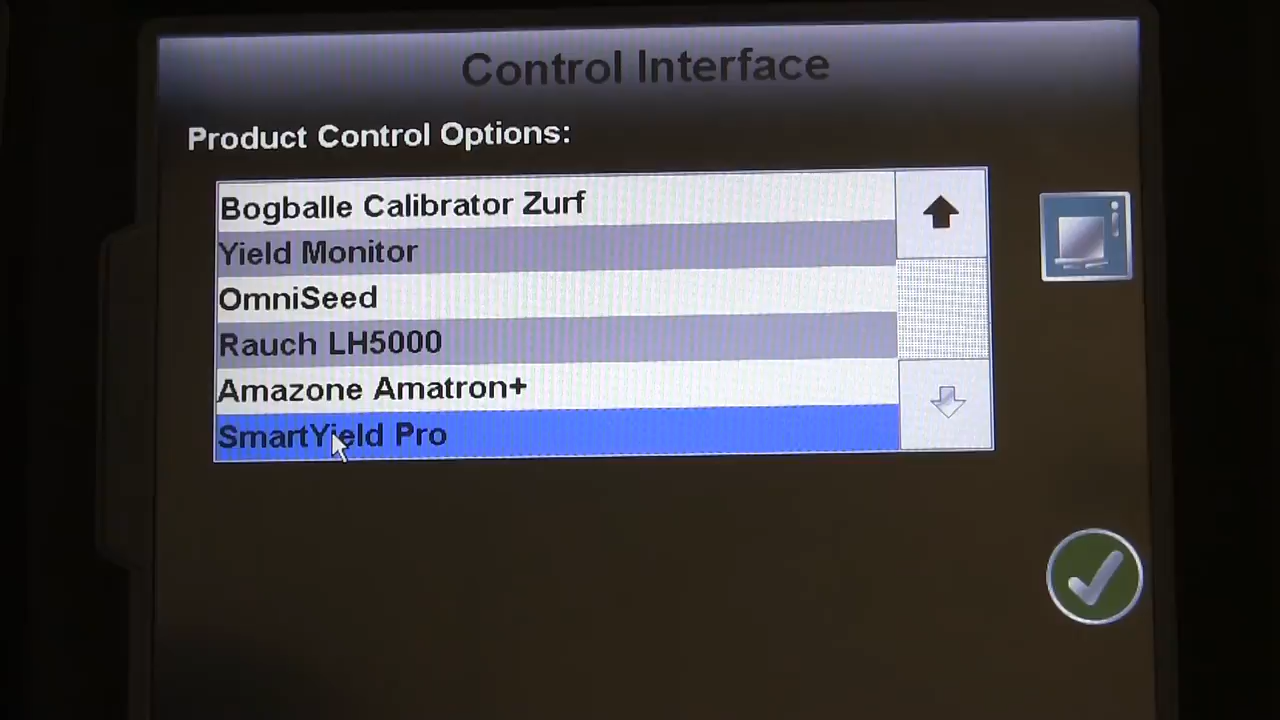 Control Interface
Product Control Options:
Bogballe Calibrator Zurf
Yield Monitor
OmniSeed
Rauch LH5000
Amazone Amatron+
SmartYield Pro